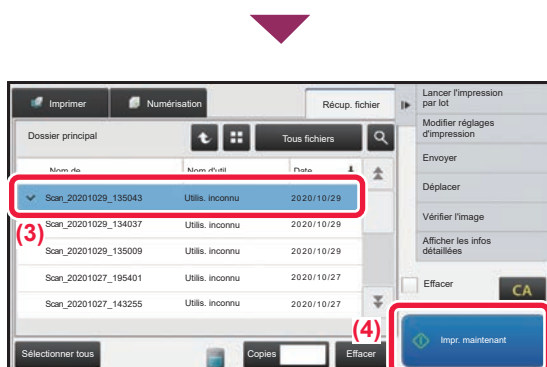 Imprimer
Numérisation
Récup. fichier
Dossier principal
Tous fichiers
Nom de
Nom d'util.
Date
Scan_20201029_135043 Utilis. inconnu 2020/10/29
(3)
Scan_20201029_134037 Utilis. inconnu 2020/10/29
Scan_20201029_135009 Utilis. inconnu 2020/10/29
Scan_20201027_195401 Utilis. inconnu 2020/10/27
Scan_20201027_143255 Utilis. inconnu 2020/10/27
(4)
Sélectionner tous
Copies
Effacer
Lancer l'impression
par lot
Modifier réglages
d'impression
Envoyer
Déplacer
Vérifier l'image
Afficher les infos
détaillées
Effacer
CA
Impr. maintenant